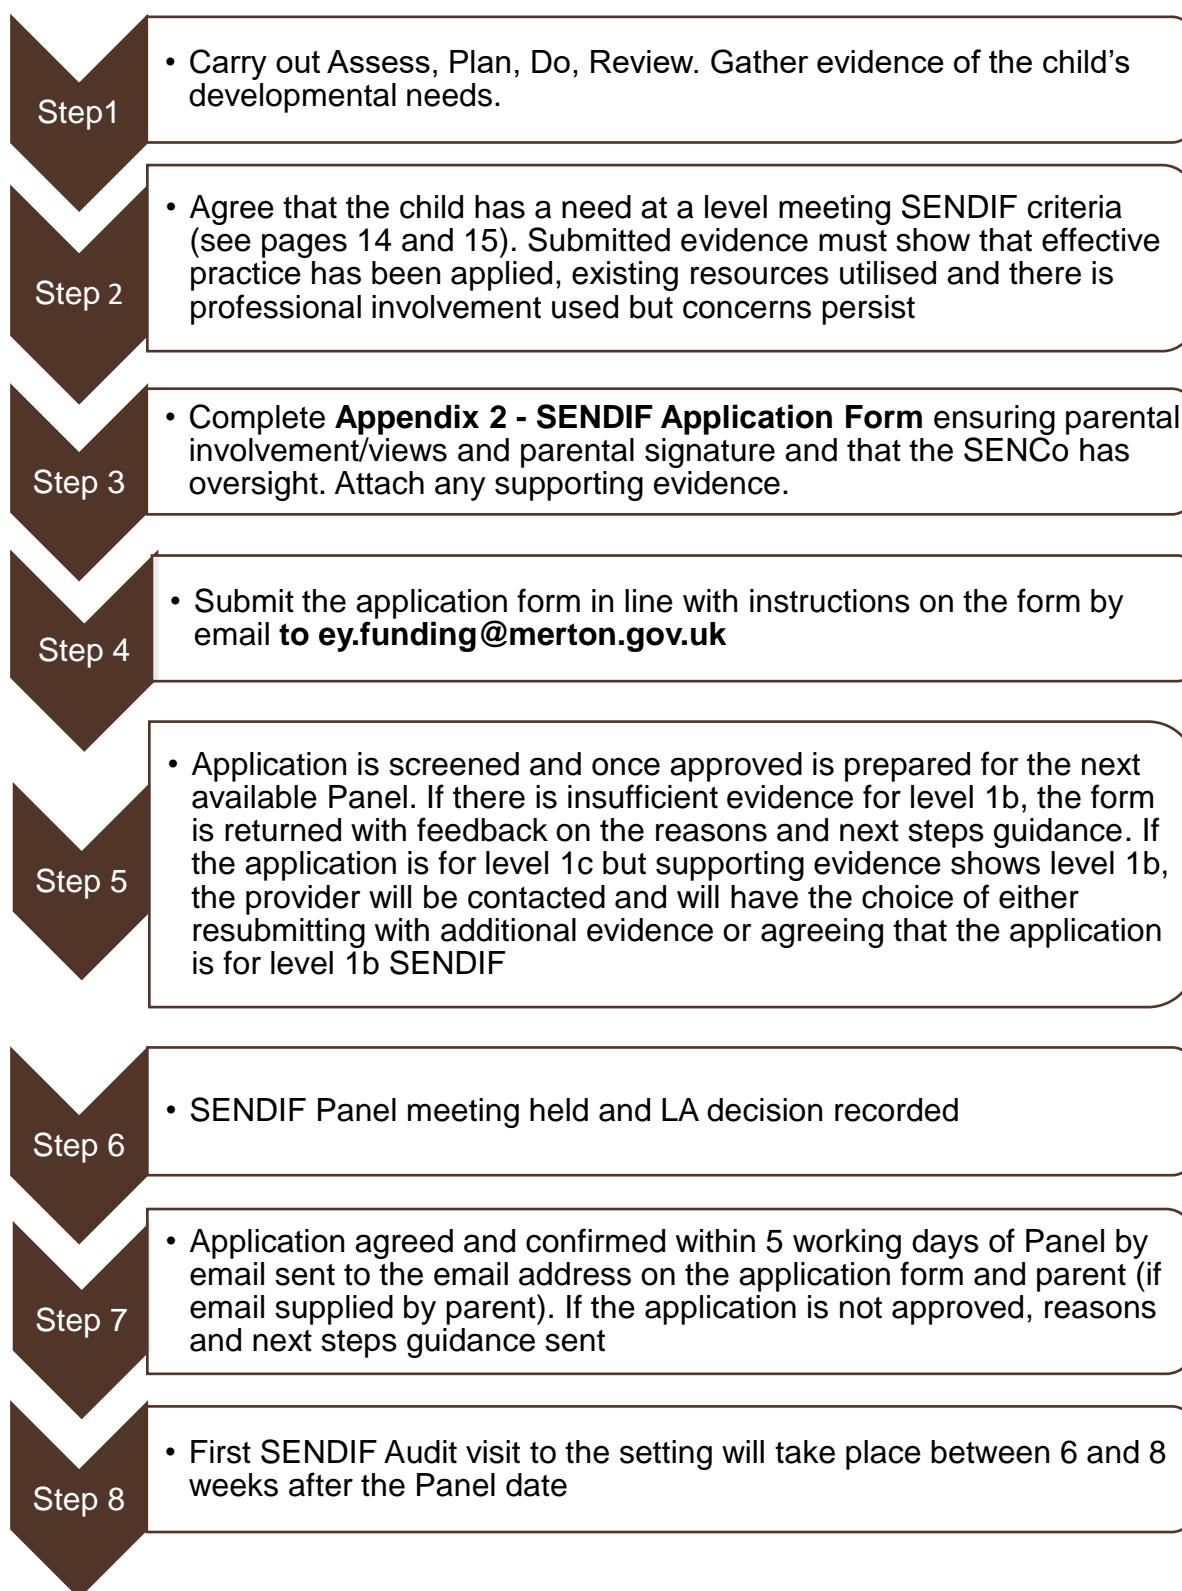 Step1
• Carry out Assess, Plan, Do, Review. Gather evidence of the child’s
developmental needs.
Step 2
• Agree that the child has a need at a level meeting SENDIF criteria
(see pages 14 and 15). Submitted evidence must show that effective
practice has been applied, existing resources utilised and there is
professional involvement used but concerns persist
Step 3
• Complete Appendix 2 - SENDIF Application Form ensuring parental
involvement/views and parental signature and that the SENCo has
oversight. Attach any supporting evidence.
Step 4
• Submit the application form in line with instructions on the form by
email to ey.funding@merton.gov.uk
Step 5
• Application is screened and once approved is prepared for the next
available Panel. If there is insufficient evidence for level 1b, the form
is returned with feedback on the reasons and next steps guidance. If
the application is for level 1c but supporting evidence shows level 1b,
the provider will be contacted and will have the choice of either
resubmitting with additional evidence or agreeing that the application
is for level 1b SENDIF
Step 6
• SENDIF Panel meeting held and LA decision recorded
Step 7
• Application agreed and confirmed within 5 working days of Panel by
email sent to the email address on the application form and parent (if
email supplied by parent). If the application is not approved, reasons
and next steps guidance sent
Step 8
• First SENDIF Audit visit to the setting will take place between 6 and 8
weeks after the Panel date